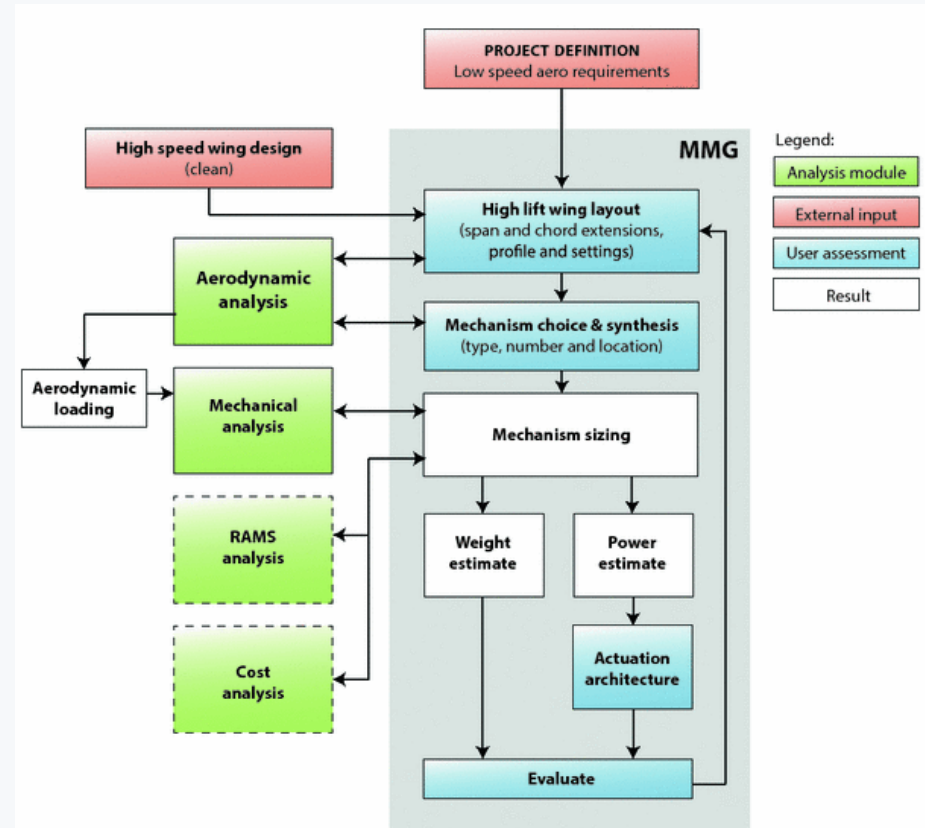 PROJECT DEFINITION
Low speed aero requirements
High speed wing design
(clean)
MMG
Legend:
Analysis module
External input
User assessment
Result
High lift wing layout
(span and chord extensions,
profile and settings)
Aerodynamic
analysis
Mechanism choice & synthesis
(type, number and location)
Aerodynamic
loading
Mechanical
analysis
Mechanism sizing
RAMS
analysis
Weight
estimate
Power
estimate
Cost
analysis
Actuation
architecture
Evaluate